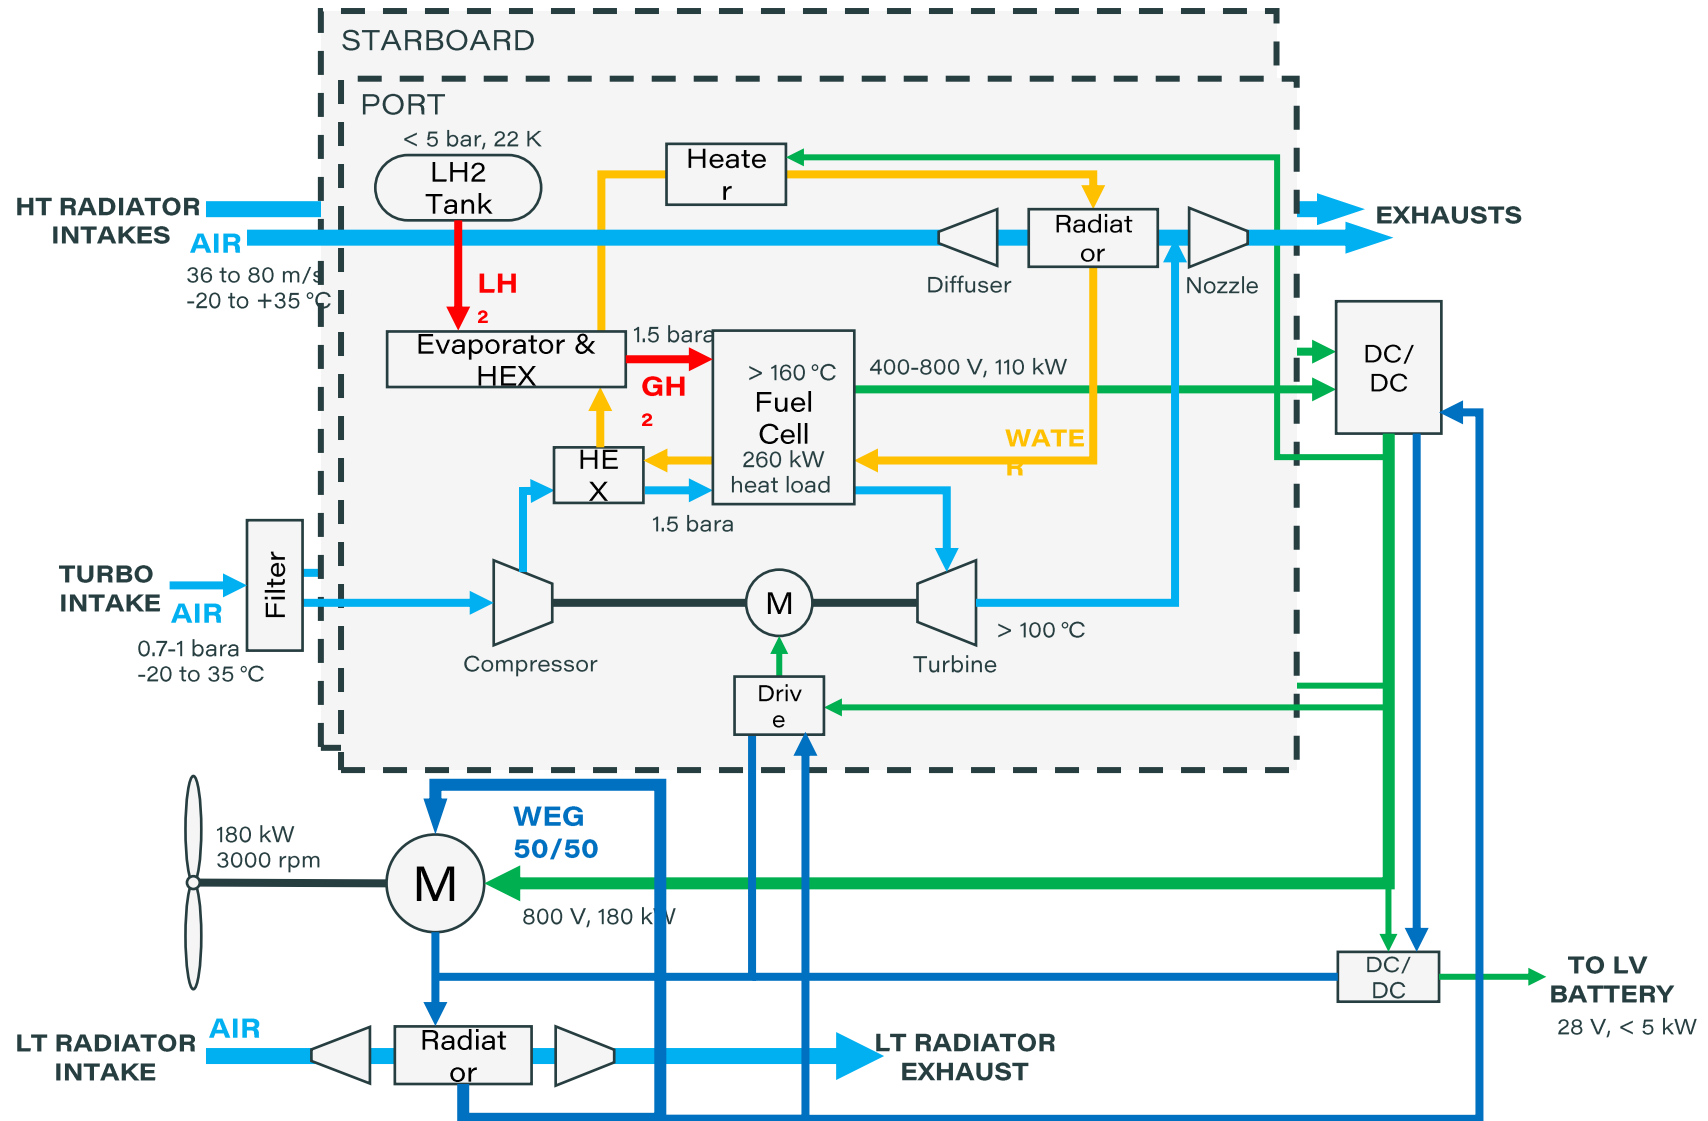 STARBOARD
PORT
< 5 bar, 22 K
LH2
Tank
Heate
r
HT RADIATOR
INTAKES
AIR
36 to 80 m/s
-20 to +35 °C
EXHAUSTS
Radiat
or
Diffuser
Nozzle
LH
2
Evaporator &
HEX
1.5 bara
GH
2
> 160 °C
Fuel
Cell
260 kW
heat load
400-800 V, 110 kW
DC/
DC
WATE
R
HE
X
1.5 bara
TURBO
INTAKE
AIR
0.7-1 bara
-20 to 35 °C
Filter
M
Compressor
Turbine
> 100 °C
Driv
e
180 kW
3000 rpm
WEG
50/50
M
800 V, 180 kW
DC/
DC
TO LV
BATTERY
28 V, < 5 kW
LT RADIATOR
INTAKE
AIR
Radiat
or
LT RADIATOR
EXHAUST